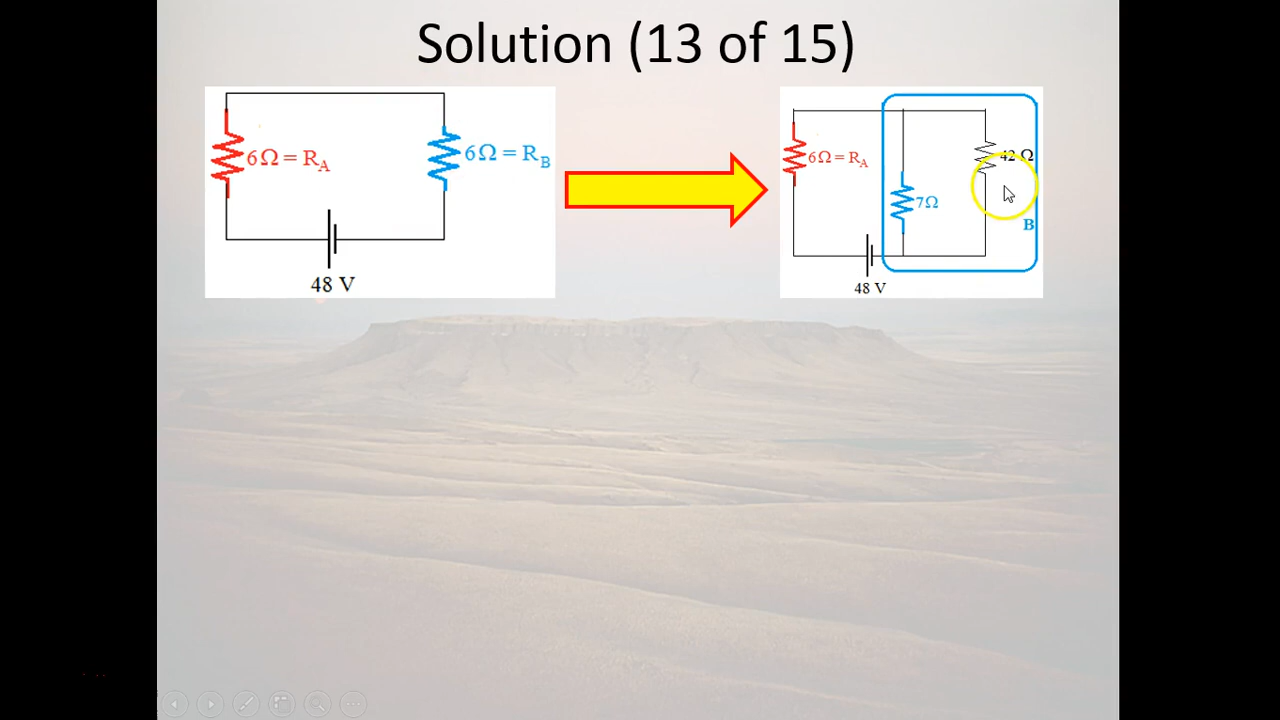 Solution (13 of 15)
6Ω = R_A
6Ω = R_B
48 V
6Ω = R_A
7Ω
42 Ω
B
48 V